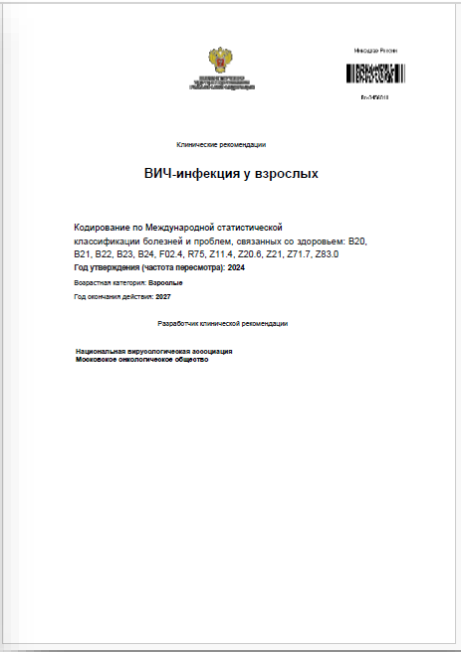 Минюст России
Клинические рекомендации
ВИЧ-инфекция у взрослых
Кодирование по Международной статистической
классификации болезней и проблем, связанных со здоровьем: B20,
B21, B22, B23, B24, F02.4, R75, Z11.4, Z20.6, Z21, Z71.7, Z83.0
Год утверждения (частота пересмотра): 2024
Возрастная категория: Взрослые
Год окончания действия: 2027
Разработчик клинической рекомендации
Национальная вирусологическая ассоциация
Московское онкологическое общество